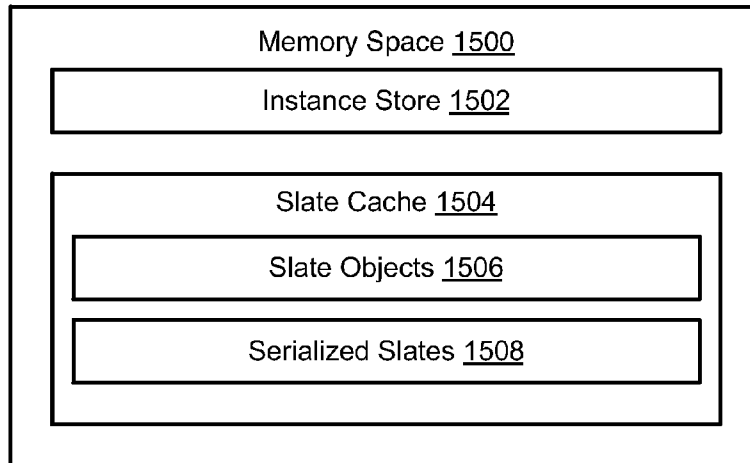 Memory Space 1500
Instance Store 1502
Slate Cache 1504
Slate Objects 1506
Serialized Slates 1508